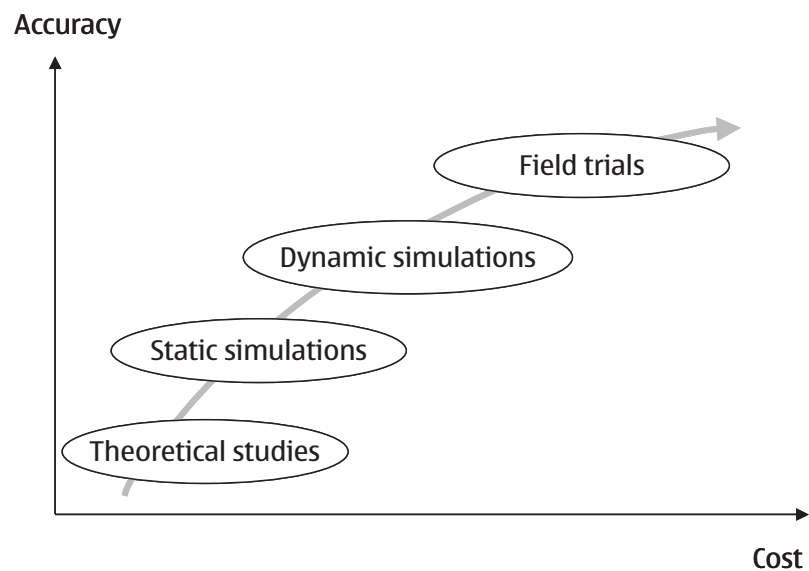 Accuracy
Field trials
Dynamic simulations
Static simulations
Theoretical studies
Cost